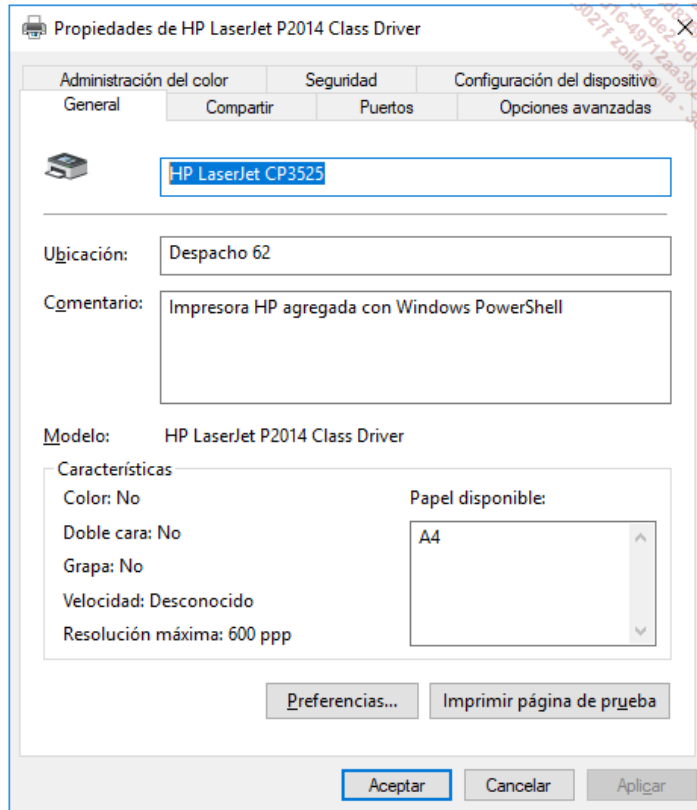 Propiedades de HP LaserJet P2014 Class Driver
Administración del color Seguridad Configuración del dispositivo
General Compartir Puertos Opciones avanzadas
HP LaserJet CP3525
Ubicación: Despacho 62
Comentario: Impresora HP agregada con Windows PowerShell
Modelo: HP LaserJet P2014 Class Driver
Características
Color: No
Doble cara: No
Grapa: No
Velocidad: Desconocido
Resolución máxima: 600 ppp
Papel disponible:
A4
Preferencias... Imprimir página de prueba
Aceptar Cancelar Aplicar